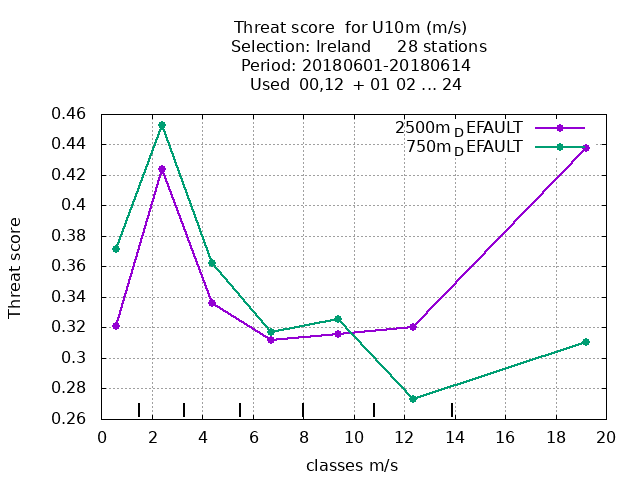 Threat score  for U10m (m/s)
Selection: Ireland     28 stations
Period: 20180601-20180614
Used  00,12  + 01 02 ... 24
2500m_DEFAULT
750m_DEFAULT
0.46
0.44
0.42
0.4
0.38
0.36
0.34
0.32
0.3
0.28
0.26
Threat score
0 2 4 6 8 10 12 14 16 18 20
classes m/s